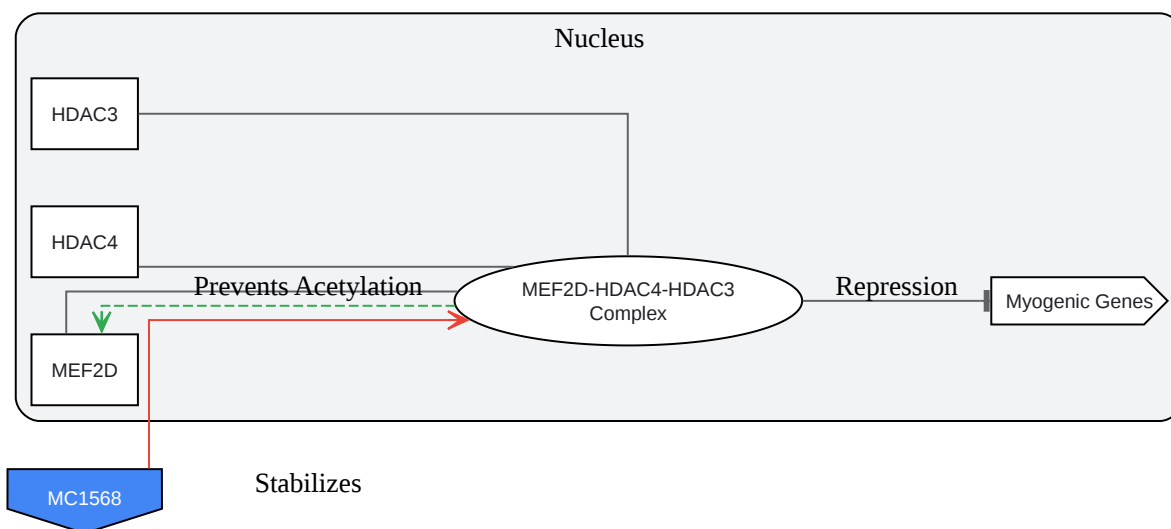 Nucleus
HDAC3
HDAC4
Prevents Acetylation
MEF2D-HDAC4-HDAC3
Complex
Repression
Myogenic Genes
MEF2D
MC1568
Stabilizes